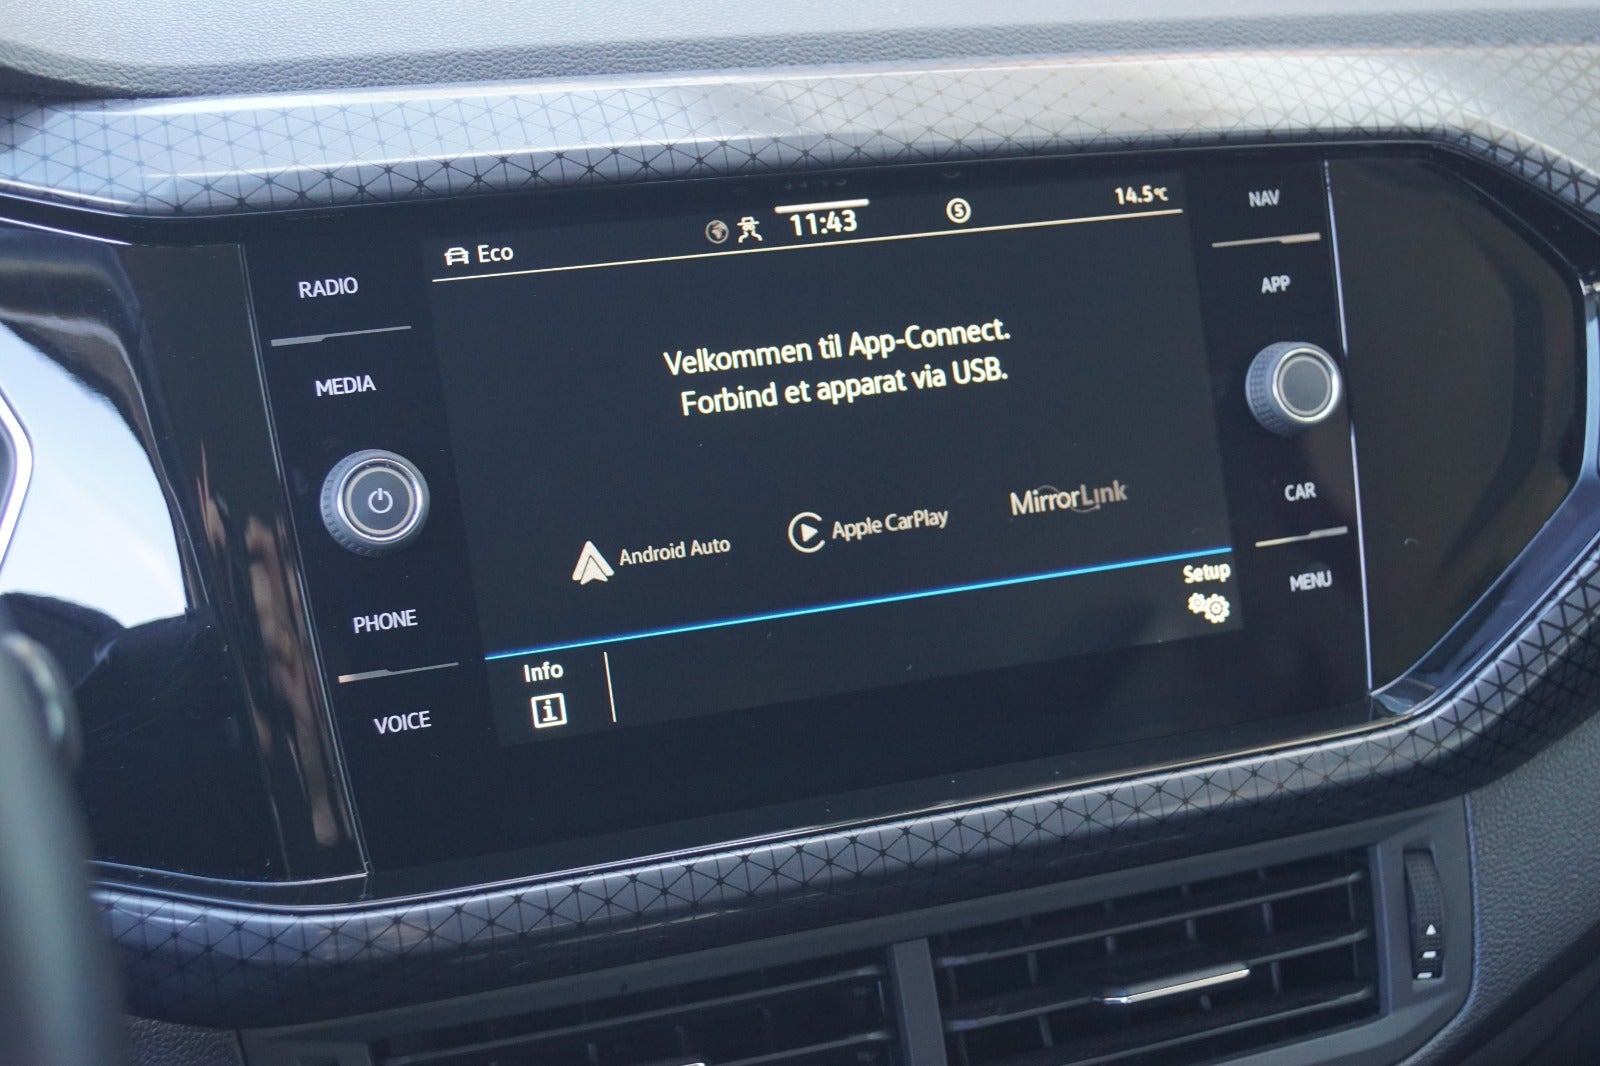 RADIO
MEDIA
PHONE
VOICE
Eco
11:43
S
14.5°C
Velkommen til App-Connect.
Forbind et apparat via USB.
Android Auto
Apple CarPlay
MirrorLink
Setup
Info
i
NAV
APP
CAR
MENU